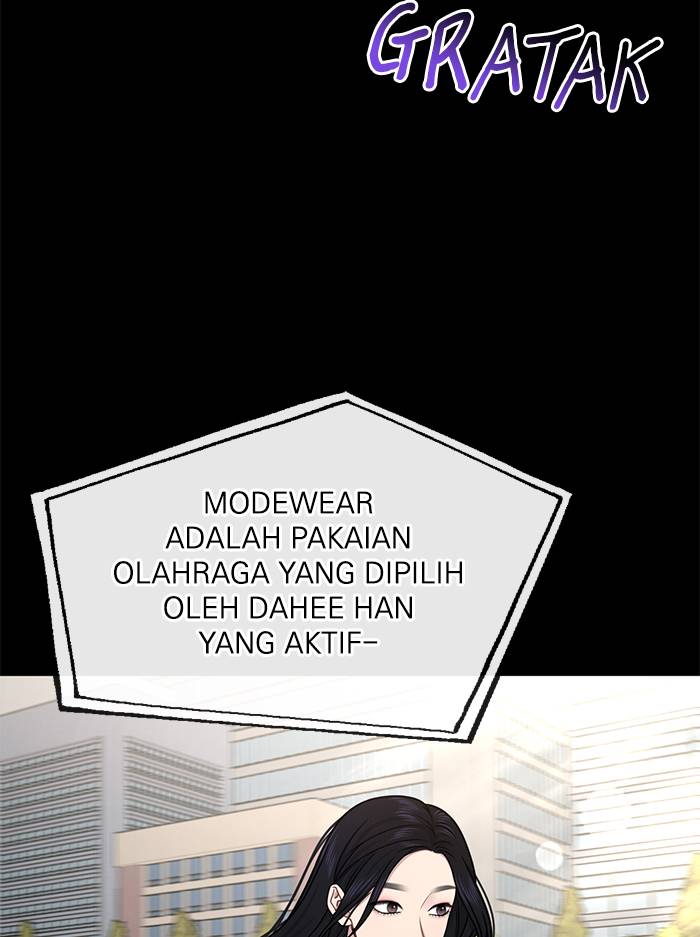 GRATAK
MODEWEAR
ADALAH PAKAIAN
OLAHRAGA YANG DIPILIH
OLEH DAHEE HAN
YANG AKTIF-